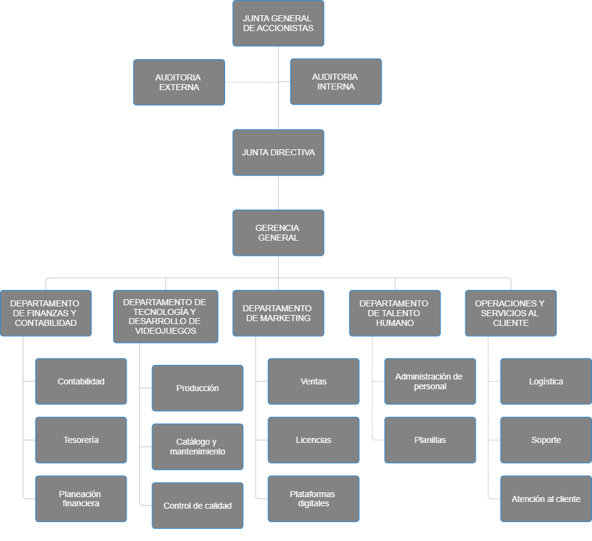 JUNTA GENERAL
DE ACCIONISTAS
AUDITORIA
EXTERNA
AUDITORIA
INTERNA
JUNTA DIRECTIVA
GERENCIA
GENERAL
DEPARTAMENTO
DE FINANZAS Y
CONTABILIDAD
DEPARTAMENTO DE
TECNOLOGÍA Y
DESARROLLO DE
VIDEOJUEGOS
DEPARTAMENTO
DE MARKETING
DEPARTAMENTO
DE TALENTO
HUMANO
OPERACIONES Y
SERVICIOS AL
CLIENTE
Contabilidad
Tesorería
Planeación
financiera
Producción
Catálogo y
mantenimiento
Control de calidad
Ventas
Licencias
Plataformas
digitales
Administración de
personal
Planillas
Logística
Soporte
Atención al cliente